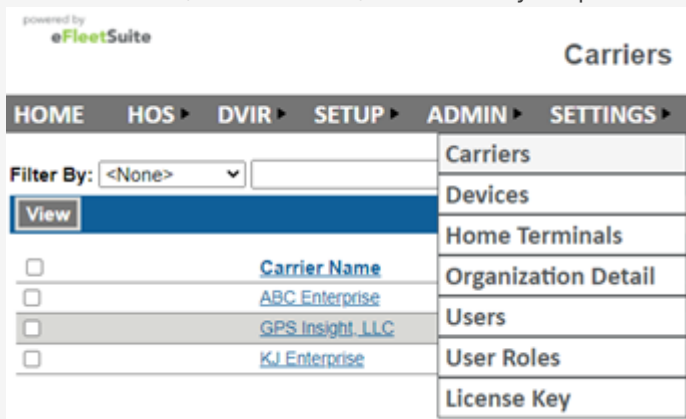 powered by
eFleetSuite
Carriers
HOME HOS DVIR SETUP ADMIN SETTINGS
Filter By: <None>
View
Carrier Name
ABC Enterprise
GPS Insight, LLC
KJ Enterprise
Carriers
Devices
Home Terminals
Organization Detail
Users
User Roles
License Key